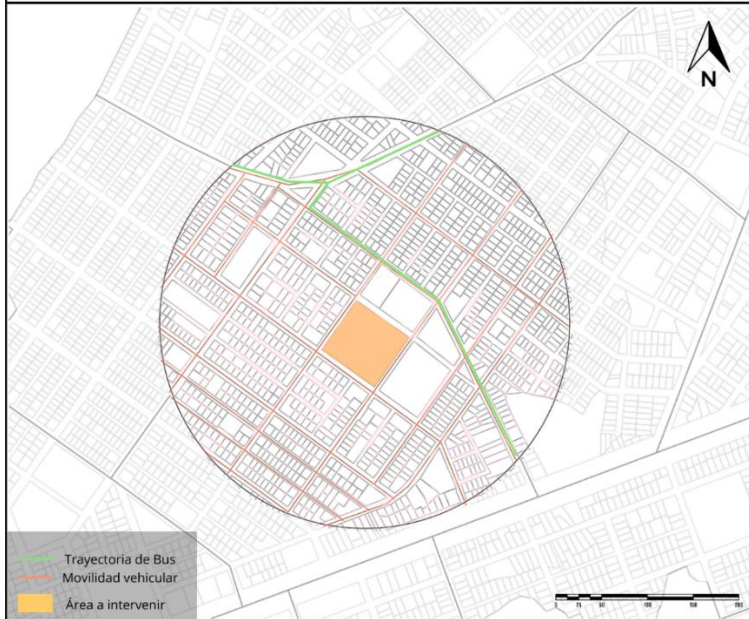 N
Trayectoria de Bus
Movilidad vehicular
Área a intervenir